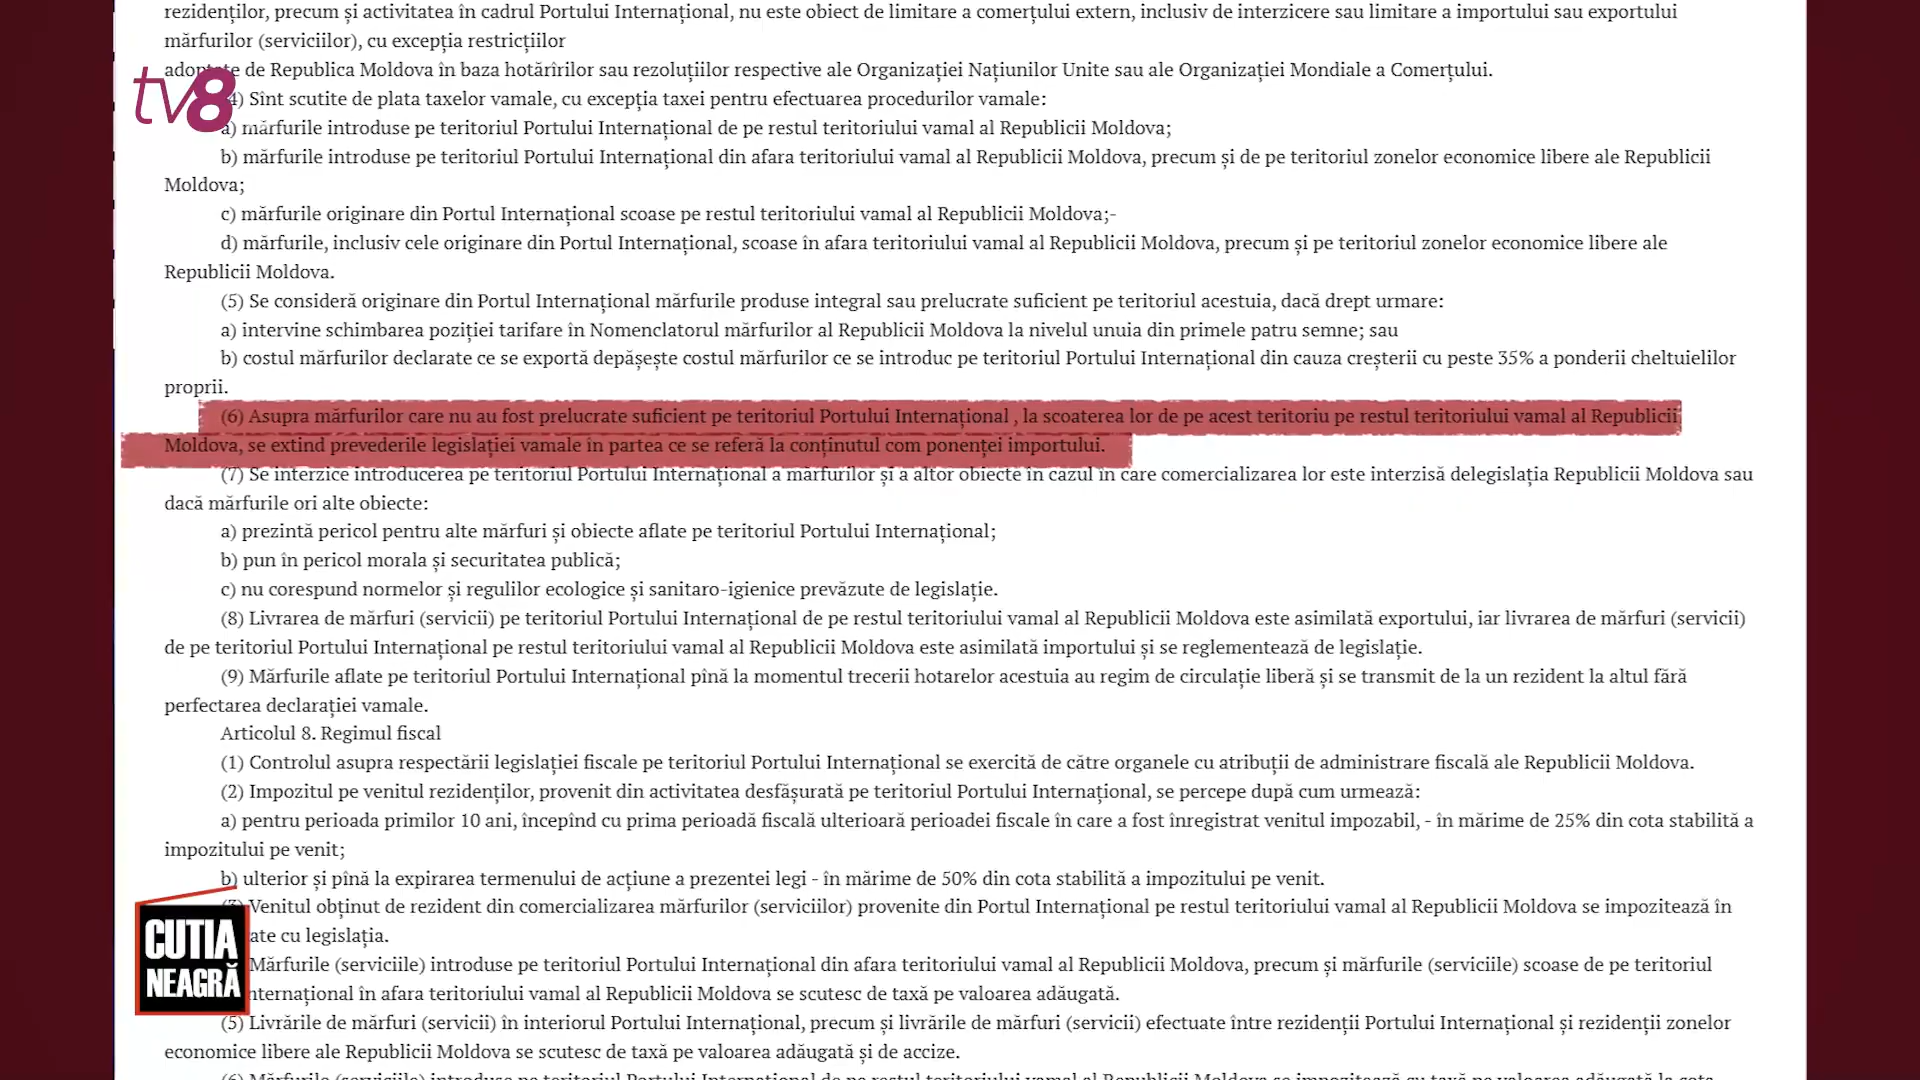 rezidenților, precum și activitatea în cadrul Portului Internațional, nu este obiect de limitare a comerțului extern, inclusiv de interzicere sau limitare a importului sau exportului
mărfurilor (serviciilor), cu excepția restricțiilor
adoptate de Republica Moldova în baza hotărîrilor sau rezoluțiilor respective ale Organizației Națiunilor Unite sau ale Organizației Mondiale a Comerțului.
tv8
4) Sînt scutite de plata taxelor vamale, cu excepția taxei pentru efectuarea procedurilor vamale:
a) mărfurile introduse pe teritoriul Portului Internațional de pe restul teritoriului vamal al Republicii Moldova;
b) mărfurile introduse pe teritoriul Portului Internațional din afara teritoriului vamal al Republicii Moldova, precum și de pe teritoriul zonelor economice libere ale Republicii
Moldova;
c) mărfurile originare din Portul Internațional scoase pe restul teritoriului vamal al Republicii Moldova;-
d) mărfurile, inclusiv cele originare din Portul Internațional, scoase în afara teritoriului vamal al Republicii Moldova, precum și pe teritoriul zonelor economice libere ale
Republicii Moldova.
(5) Se consideră originare din Portul Internațional mărfurile produse integral sau prelucrate suficient pe teritoriul acestuia, dacă drept urmare:
a) intervine schimbarea poziției tarifare în Nomenclatorul mărfurilor al Republicii Moldova la nivelul unuia din primele patru semne; sau
b) costul mărfurilor declarate ce se exportă depășește costul mărfurilor ce se introduc pe teritoriul Portului Internațional din cauza creșterii cu peste 35% a ponderii cheltuielilor
proprii.
(6) Asupra mărfurilor care nu au fost prelucrate suficient pe teritoriul Portului Internațional , la scoaterea lor de pe acest teritoriu pe restul teritoriului vamal al Republicii
Moldova, se extind prevederile legislației vamale în partea ce se referă la conținutul com ponenței importului.
(7) Se interzice introducerea pe teritoriul Portului Internațional a mărfurilor și a altor obiecte în cazul în care comercializarea lor este interzisă delegislația Republicii Moldova sau
dacă mărfurile ori alte obiecte:
a) prezintă pericol pentru alte mărfuri și obiecte aflate pe teritoriul Portului Internațional;
b) pun în pericol morala și securitatea publică;
c) nu corespund normelor și regulilor ecologice și sanitaro-igienice prevăzute de legislație.
(8) Livrarea de mărfuri (servicii) pe teritoriul Portului Internațional de pe restul teritoriului vamal al Republicii Moldova este asimilată exportului, iar livrarea de mărfuri (servicii)
de pe teritoriul Portului Internațional pe restul teritoriului vamal al Republicii Moldova este asimilată importului și se reglementează de legislație.
(9) Mărfurile aflate pe teritoriul Portului Internațional pînă la momentul trecerii hotarelor acestuia au regim de circulație liberă și se transmit de la un rezident la altul fără
perfectarea declarației vamale.
Articolul 8. Regimul fiscal
(1) Controlul asupra respectării legislației fiscale pe teritoriul Portului Internațional se exercită de către organele cu atribuții de administrare fiscală ale Republicii Moldova.
(2) Impozitul pe venitul rezidenților, provenit din activitatea desfășurată pe teritoriul Portului Internațional, se percepe după cum urmează:
a) pentru perioada primilor 10 ani, începînd cu prima perioadă fiscală ulterioară perioadei fiscale în care a fost înregistrat venitul impozabil, - în mărime de 25% din cota stabilită a
impozitului pe venit;
b) ulterior și pînă la expirarea termenului de acțiune a prezentei legi - în mărime de 50% din cota stabilită a impozitului pe venit.
(3) Venitul obținut de rezident din comercializarea mărfurilor (serviciilor) provenite din Portul Internațional pe restul teritoriului vamal al Republicii Moldova se impozitează în
ate cu legislația.
Mărfurile (serviciile) introduse pe teritoriul Portului Internațional din afara teritoriului vamal al Republicii Moldova, precum și mărfurile (serviciile) scoase de pe teritoriul
nternațional în afara teritoriului vamal al Republicii Moldova se scutesc de taxă pe valoarea adăugată.
CUTIA
NEAGRĂ
(5) Livrările de mărfuri (servicii) în interiorul Portului Internațional, precum și livrările de mărfuri (servicii) efectuate între rezidenții Portului Internațional și rezidenții zonelor
economice libere ale Republicii Moldova se scutesc de taxă pe valoarea adăugată și de accize.
(6) Mărfurile (serviciile) introduse pe teritoriul Portului Internațional de pe restul teritoriului vamal al Republicii Moldova se impozitează cu taxă pe valoarea adăugată la cota